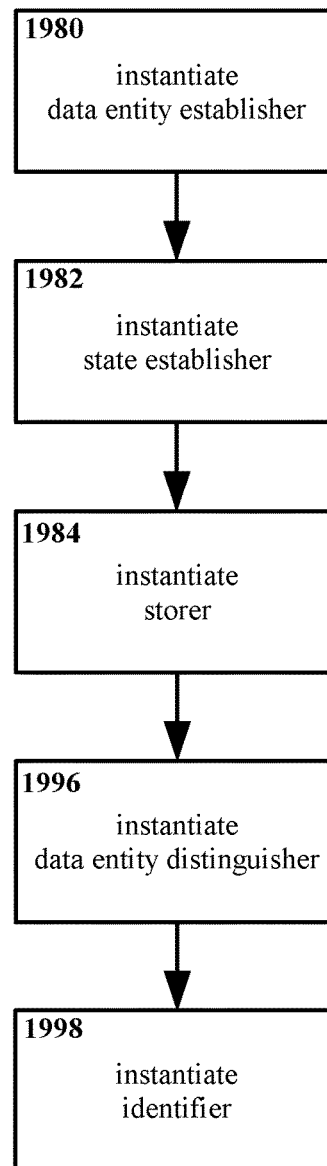 1980
instantiate
data entity establisher
1982
instantiate
state establisher
1984
instantiate
storer
1996
instantiate
data entity distinguisher
1998
instantiate
identifier